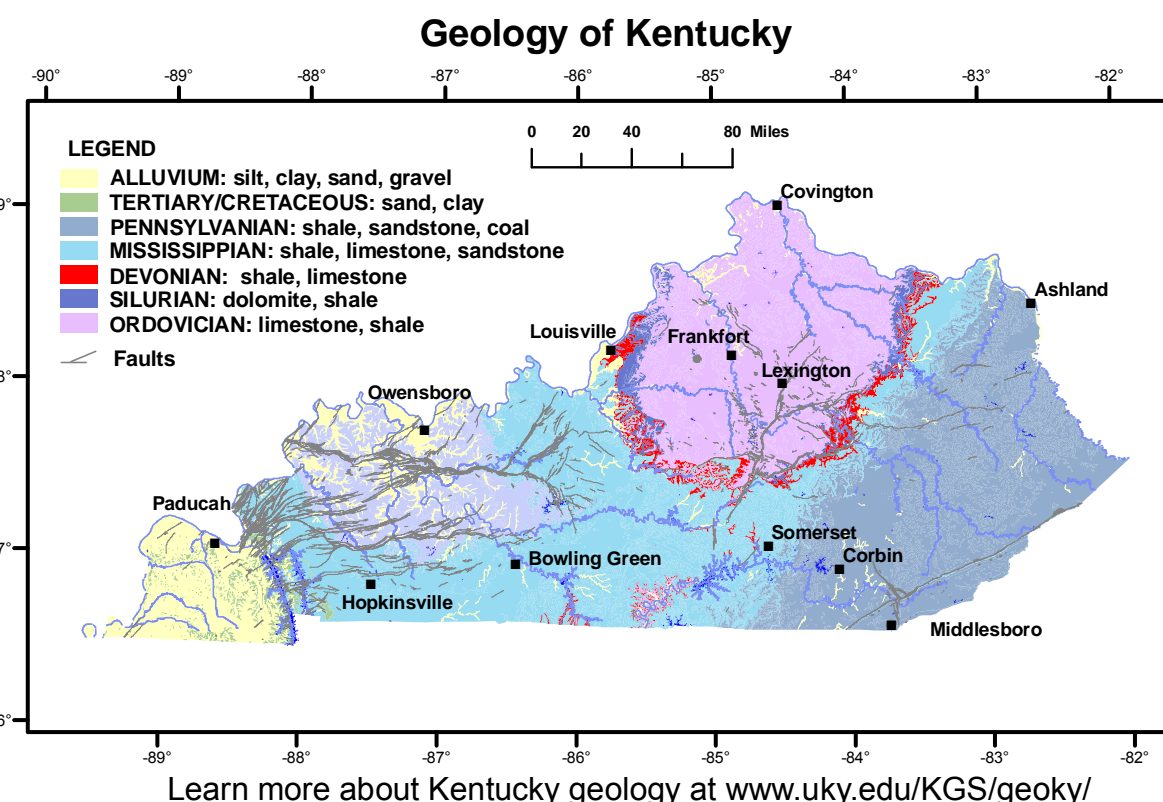 Geology of Kentucky
-90° -89° -88° -87° -86° -85° -84° -83° -82°
0 20 40 80 Miles
LEGEND
ALLUVIUM: silt, clay, sand, gravel
TERTIARY/CRETACEOUS: sand, clay
PENNSYLVANIAN: shale, sandstone, coal
MISSISSIPPIAN: shale, limestone, sandstone
DEVONIAN: shale, limestone
SILURIAN: dolomite, shale
ORDOVICIAN: limestone, shale
Faults
Covington
Ashland
Louisville
Frankfort
Lexington
Owensboro
Paducah
Somerset
Bowling Green
Corbin
Hopkinsville
Middlesboro
9°
8°
7°
6°
-89° -88° -87° -86° -85° -84° -83° -82°
Learn more about Kentucky geology at www.uky.edu/KGS/geoky/